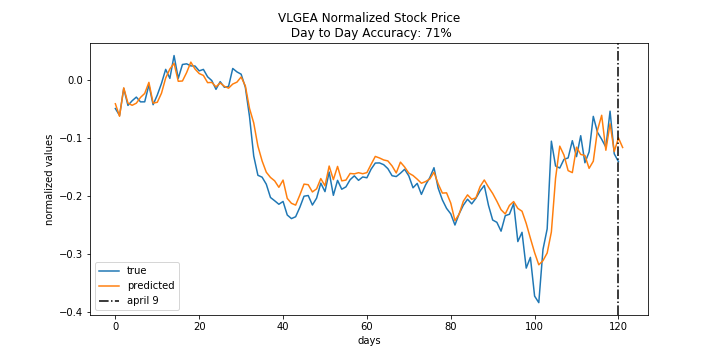 VLGEA Normalized Stock Price
Day to Day Accuracy: 71%
normalized values
0.0
−0.1
−0.2
−0.3
−0.4
true
predicted
april 9
0 20 40 60 80 100 120
days